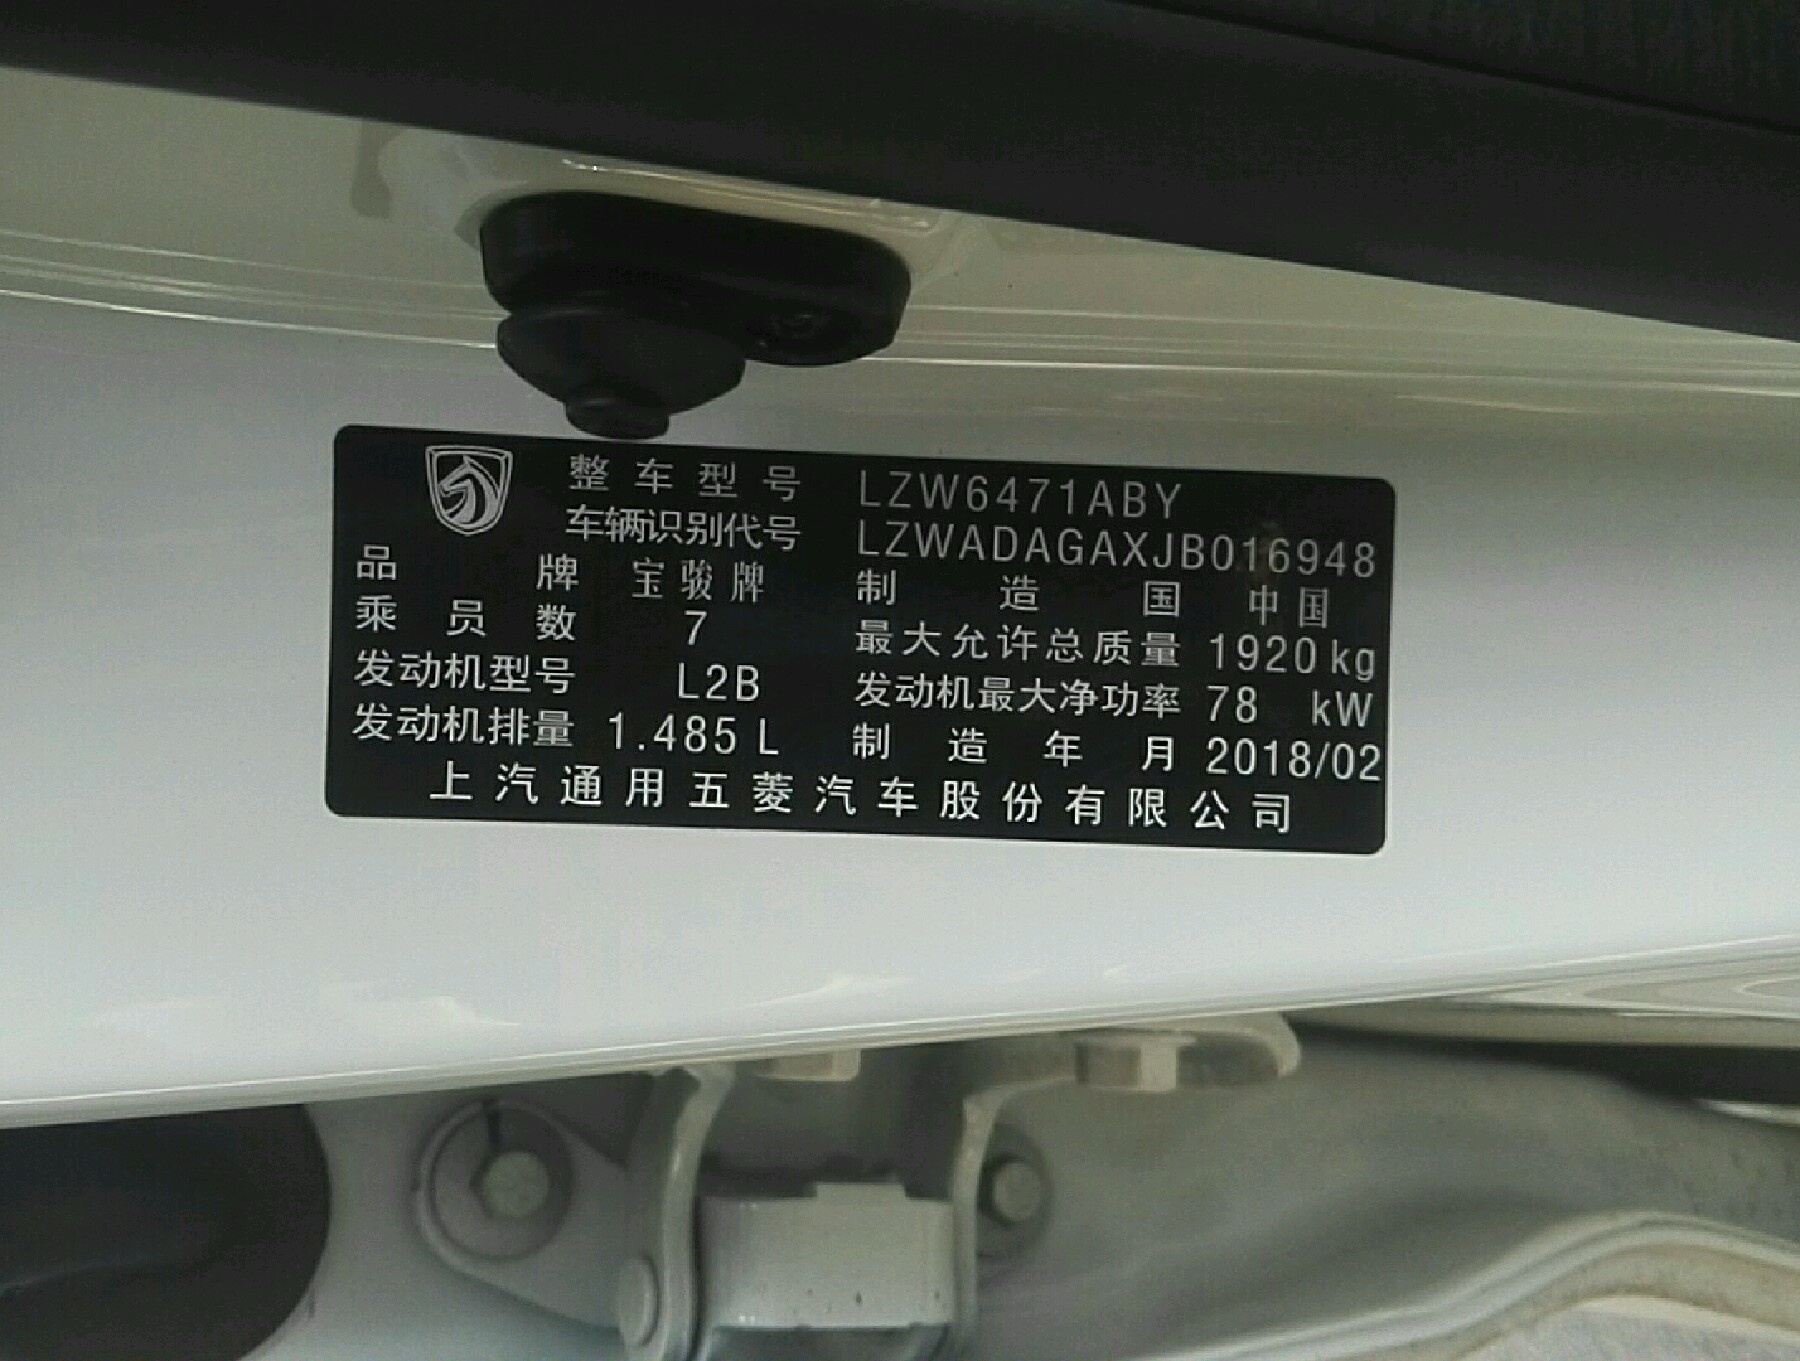 整车型号 LZW6471ABY
车辆识别代号 LZWADAGAXJB016948
品牌 宝骏牌 制造国 中国
乘员数 7 最大允许总质量 1920 kg
发动机型号 L2B 发动机最大净功率 78 kW
发动机排量 1.485 L 制造年月 2018/02
上汽通用五菱汽车股份有限公司